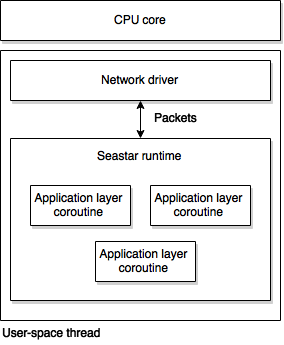 CPU core
Network driver
Packets
Seastar runtime
Application layer
coroutine
Application layer
coroutine
Application layer
coroutine
User-space thread